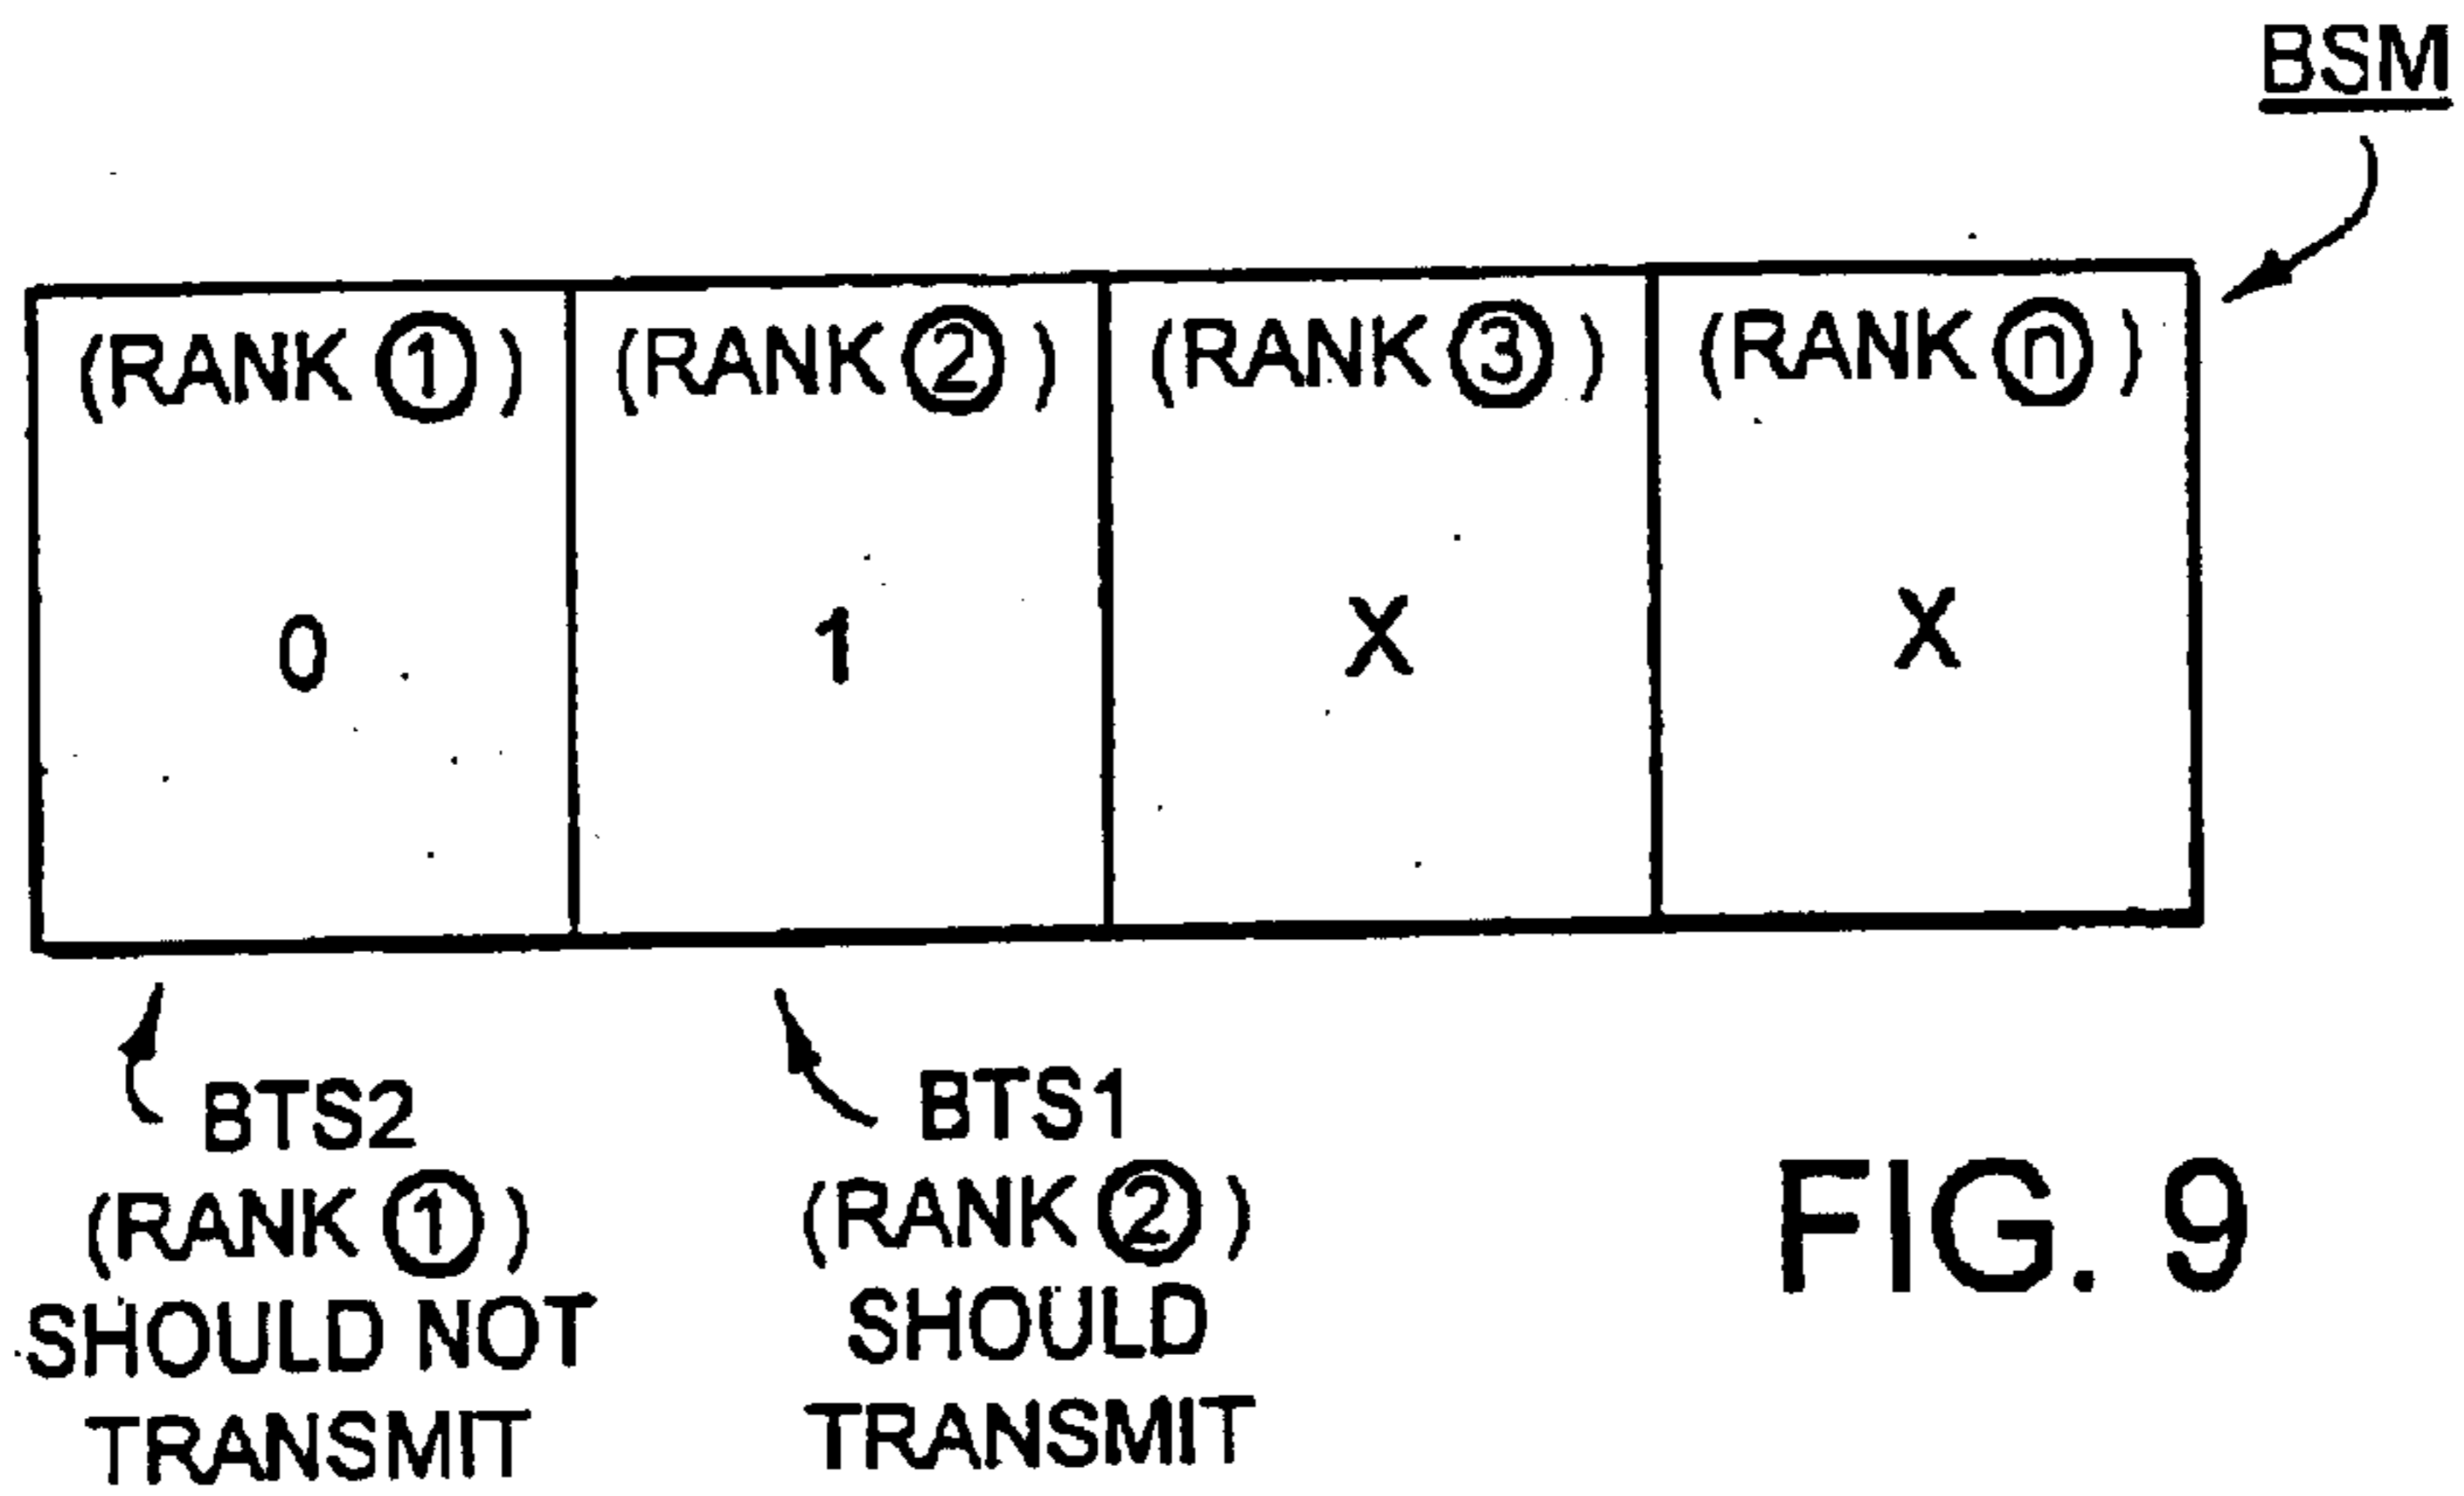 BSM
(RANK ①) (RANK ②) (RANK ③) (RANK ⓝ)
0 1 X X
BTS2
(RANK ①)
SHOULD NOT
TRANSMIT
BTS1
(RANK ②)
SHOULD
TRANSMIT
FIG. 9